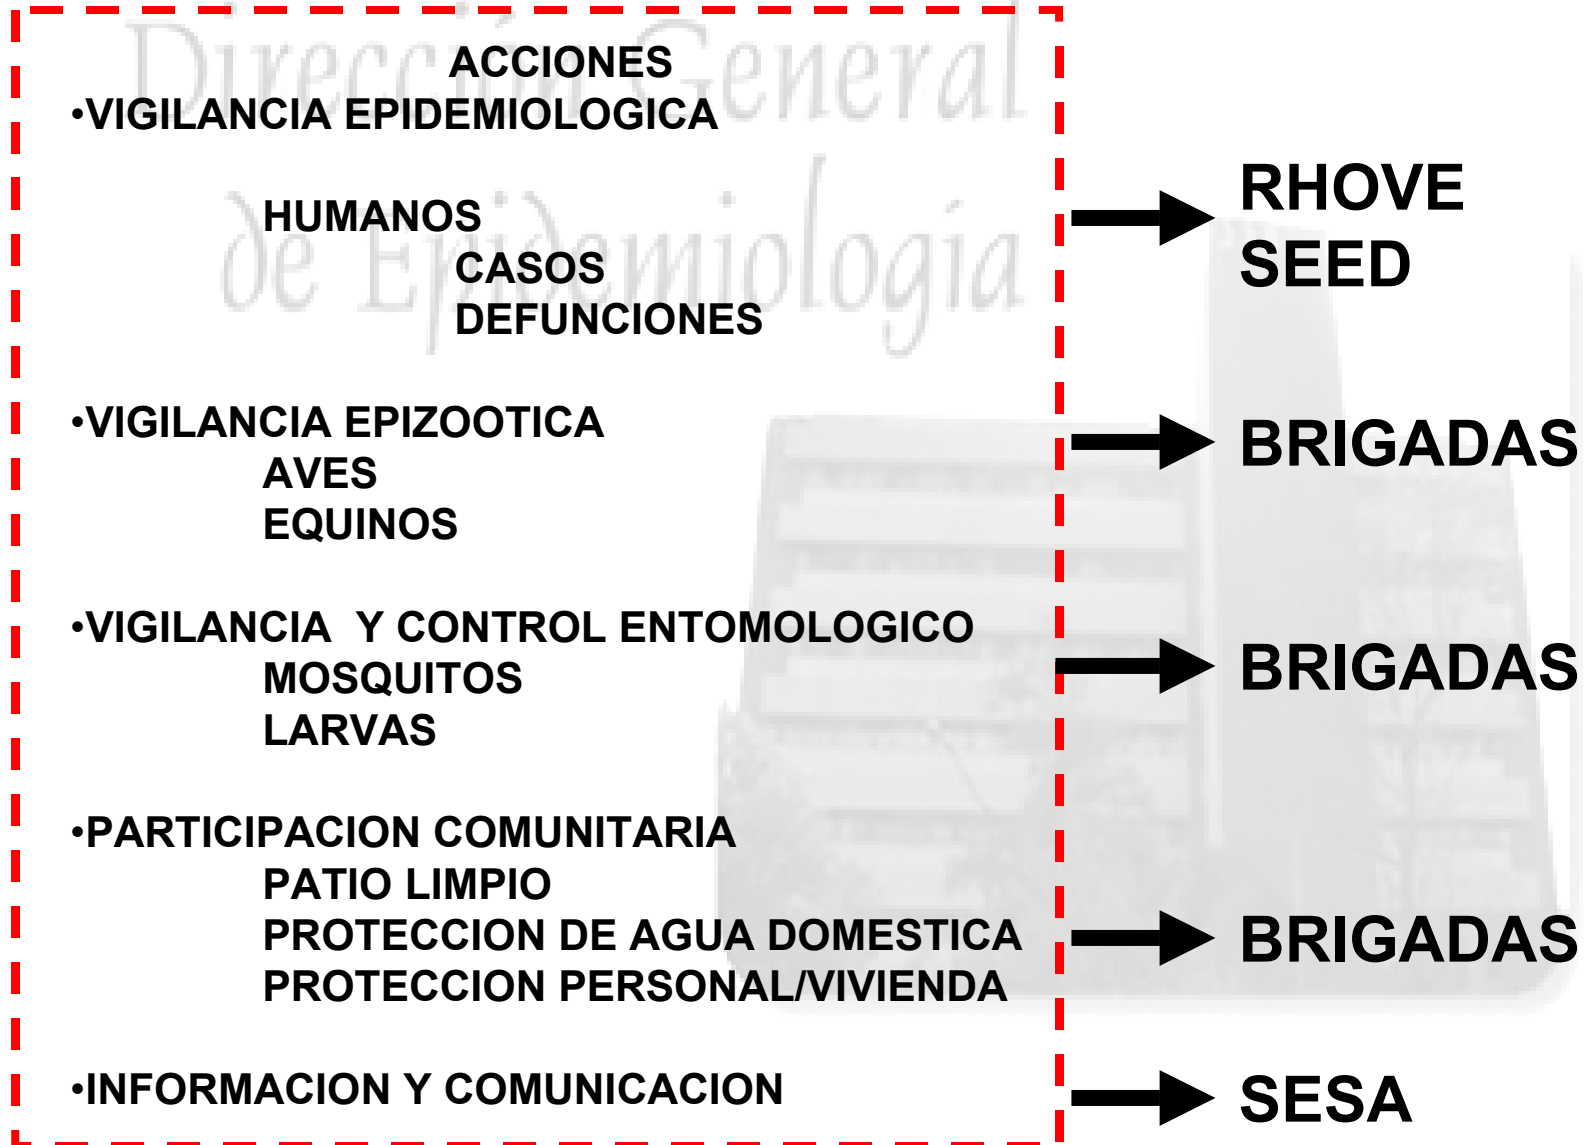 Dirección General
de Epidemiología
ACCIONES
•VIGILANCIA EPIDEMIOLOGICA
HUMANOS
CASOS
DEFUNCIONES
RHOVE
SEED
•VIGILANCIA EPIZOOTICA
AVES
EQUINOS
BRIGADAS
•VIGILANCIA Y CONTROL ENTOMOLOGICO
MOSQUITOS
LARVAS
BRIGADAS
•PARTICIPACION COMUNITARIA
PATIO LIMPIO
PROTECCION DE AGUA DOMESTICA
PROTECCION PERSONAL/VIVIENDA
BRIGADAS
•INFORMACION Y COMUNICACION
SESA